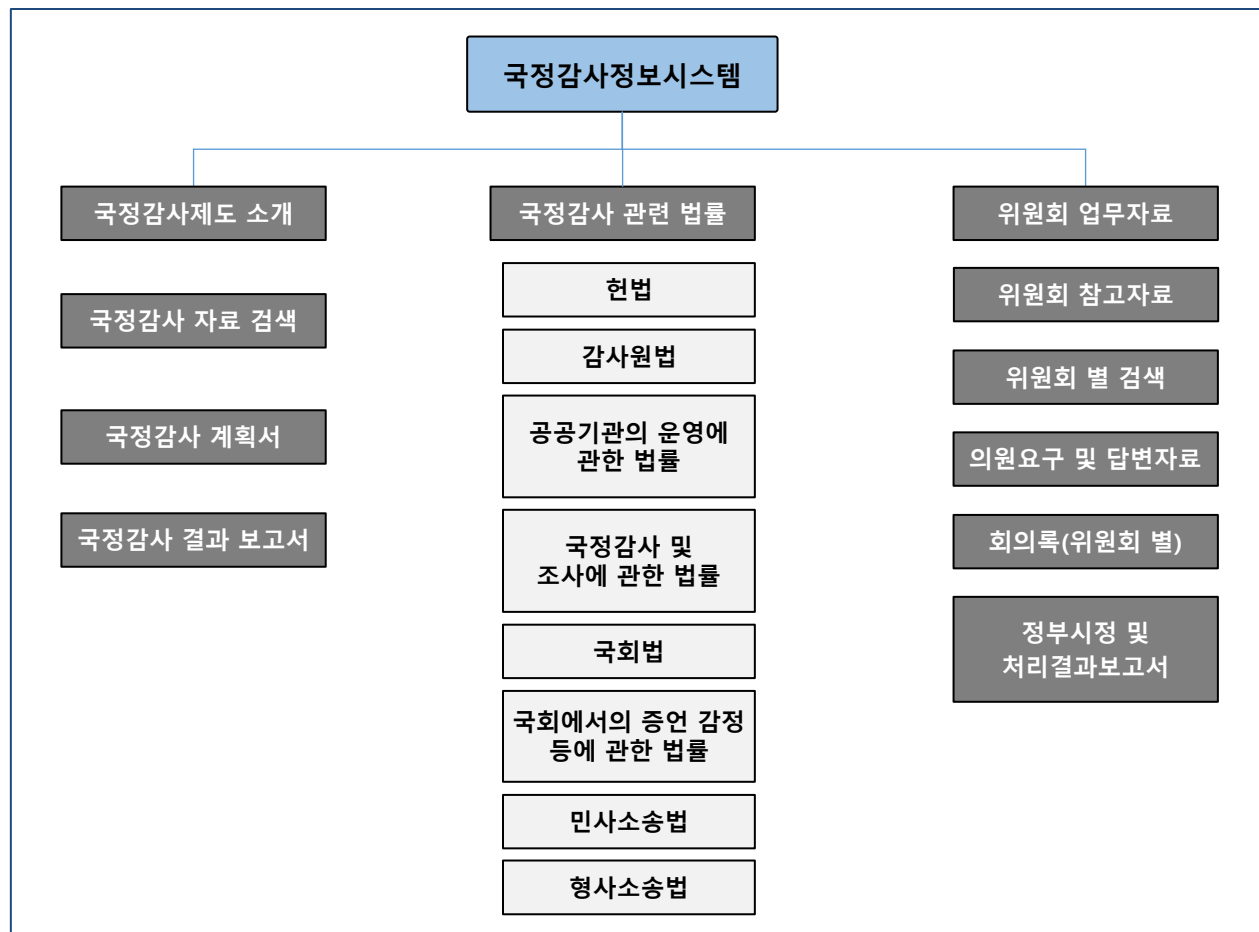 국정감사정보시스템
국정감사제도 소개
국정감사 자료 검색
국정감사 계획서
국정감사 결과 보고서
국정감사 관련 법률
헌법
감사원법
공공기관의 운영에
관한 법률
국정감사 및
조사에 관한 법률
국회법
국회에서의 증언 감정
등에 관한 법률
민사소송법
형사소송법
위원회 업무자료
위원회 참고자료
위원회 별 검색
의원요구 및 답변자료
회의록(위원회 별)
정부시정 및
처리결과보고서